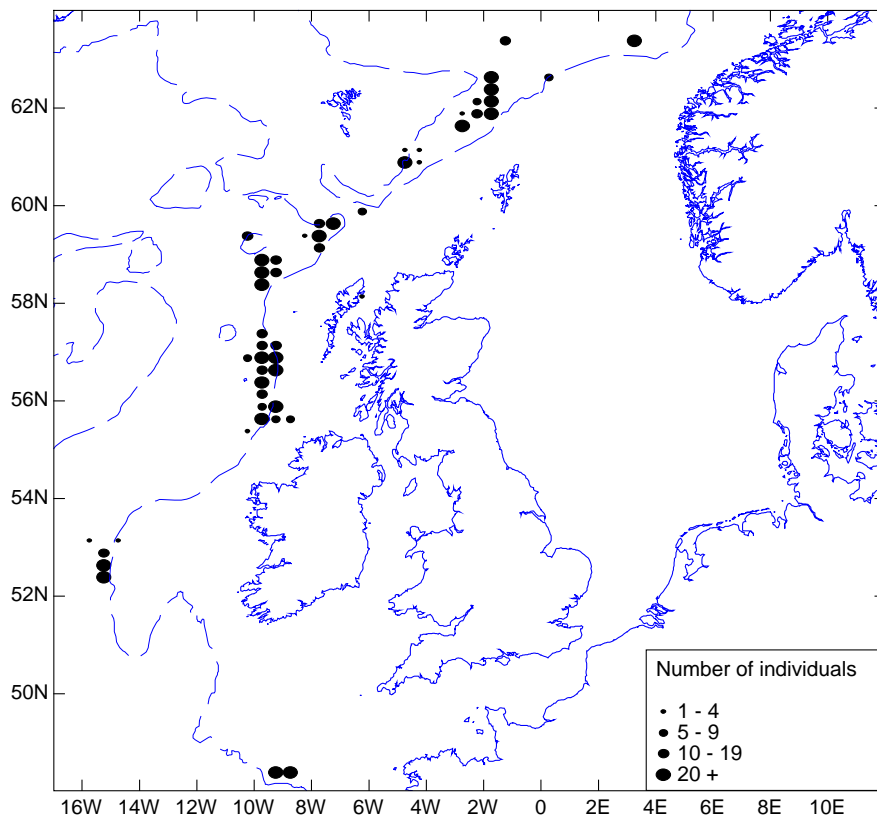 62N
60N
58N
56N
54N
52N
50N
Number of individuals
1 - 4
5 - 9
10 - 19
20 +
16W 14W 12W 10W 8W 6W 4W 2W 0 2E 4E 6E 8E 10E